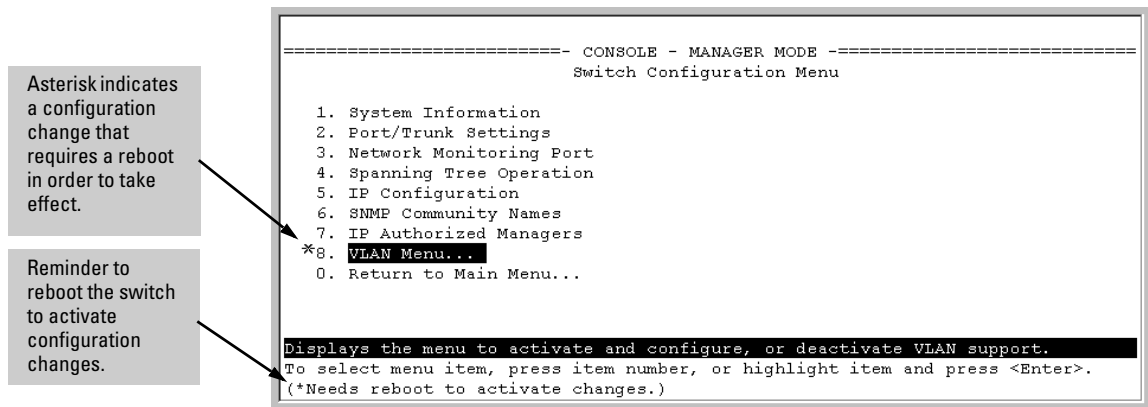 Asterisk indicates
a configuration
change that
requires a reboot
in order to take
effect.
Reminder to
reboot the switch
to activate
configuration
changes.
==========================- CONSOLE - MANAGER MODE -============================
Switch Configuration Menu
1. System Information
2. Port/Trunk Settings
3. Network Monitoring Port
4. Spanning Tree Operation
5. IP Configuration
6. SNMP Community Names
7. IP Authorized Managers
*8. VLAN Menu...
0. Return to Main Menu...
Displays the menu to activate and configure, or deactivate VLAN support.
To select menu item, press item number, or highlight item and press <Enter>.
(*Needs reboot to activate changes.)